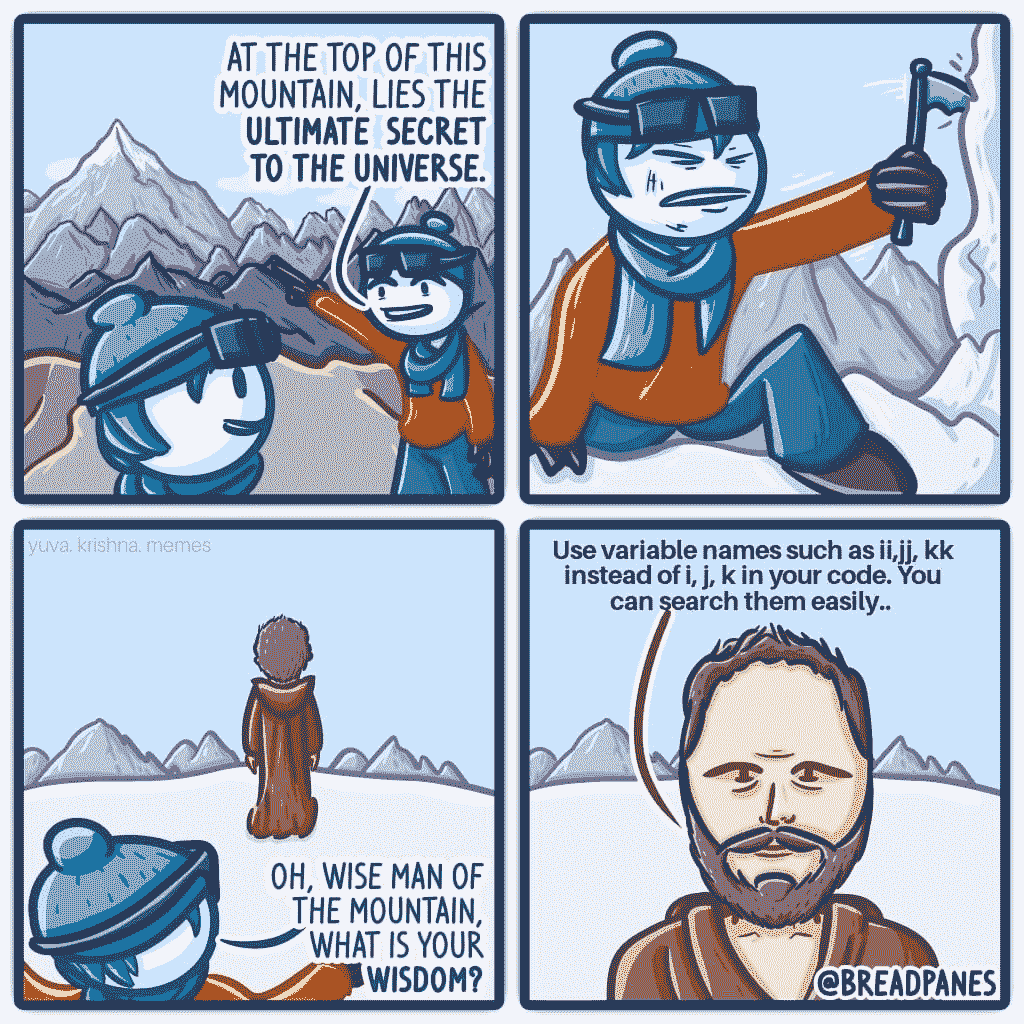 AT THE TOP OF THIS
MOUNTAIN, LIES THE
ULTIMATE SECRET
TO THE UNIVERSE.
yuva. krishna. memes
OH, WISE MAN OF
THE MOUNTAIN,
WHAT IS YOUR
WISDOM?
Use variable names such as ii,jj, kk
instead of i, j, k in your code. You
can search them easily..
@BREADPANES